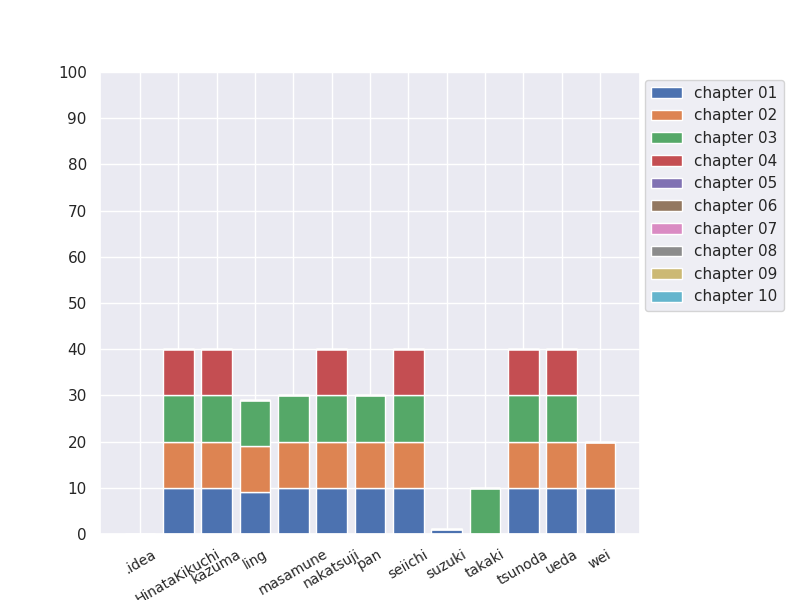 100
90
80
70
60
50
40
30
20
10
0
.idea
HinataKikuchi
kazuma
ling
masamune
nakatsuji
pan
seiichi
suzuki
takaki
tsunoda
ueda
wei
chapter 01
chapter 02
chapter 03
chapter 04
chapter 05
chapter 06
chapter 07
chapter 08
chapter 09
chapter 10